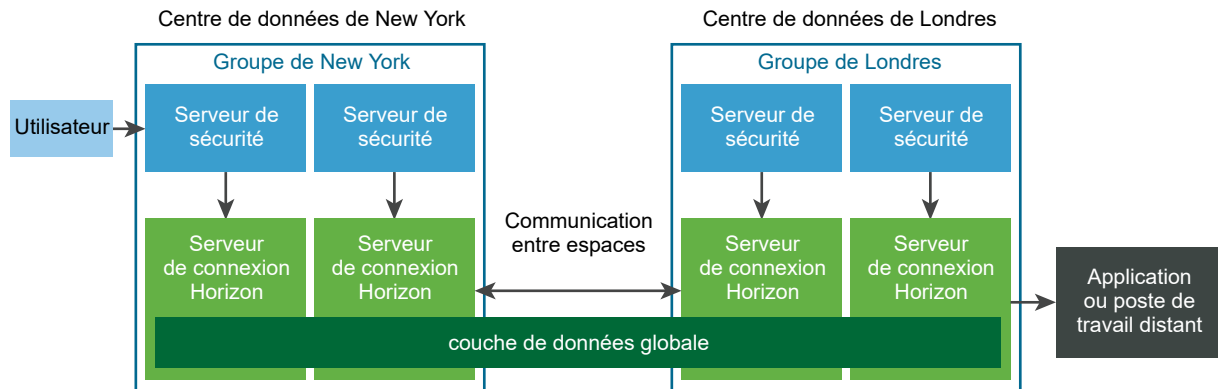 Centre de données de New York
Centre de données de Londres
Groupe de New York
Groupe de Londres
Utilisateur
Serveur de
sécurité
Serveur de
sécurité
Serveur de
sécurité
Serveur de
sécurité
Communication
entre espaces
Serveur
de connexion
Horizon
Serveur
de connexion
Horizon
Serveur
de connexion
Horizon
Serveur
de connexion
Horizon
Application
ou poste de
travail distant
couche de données globale